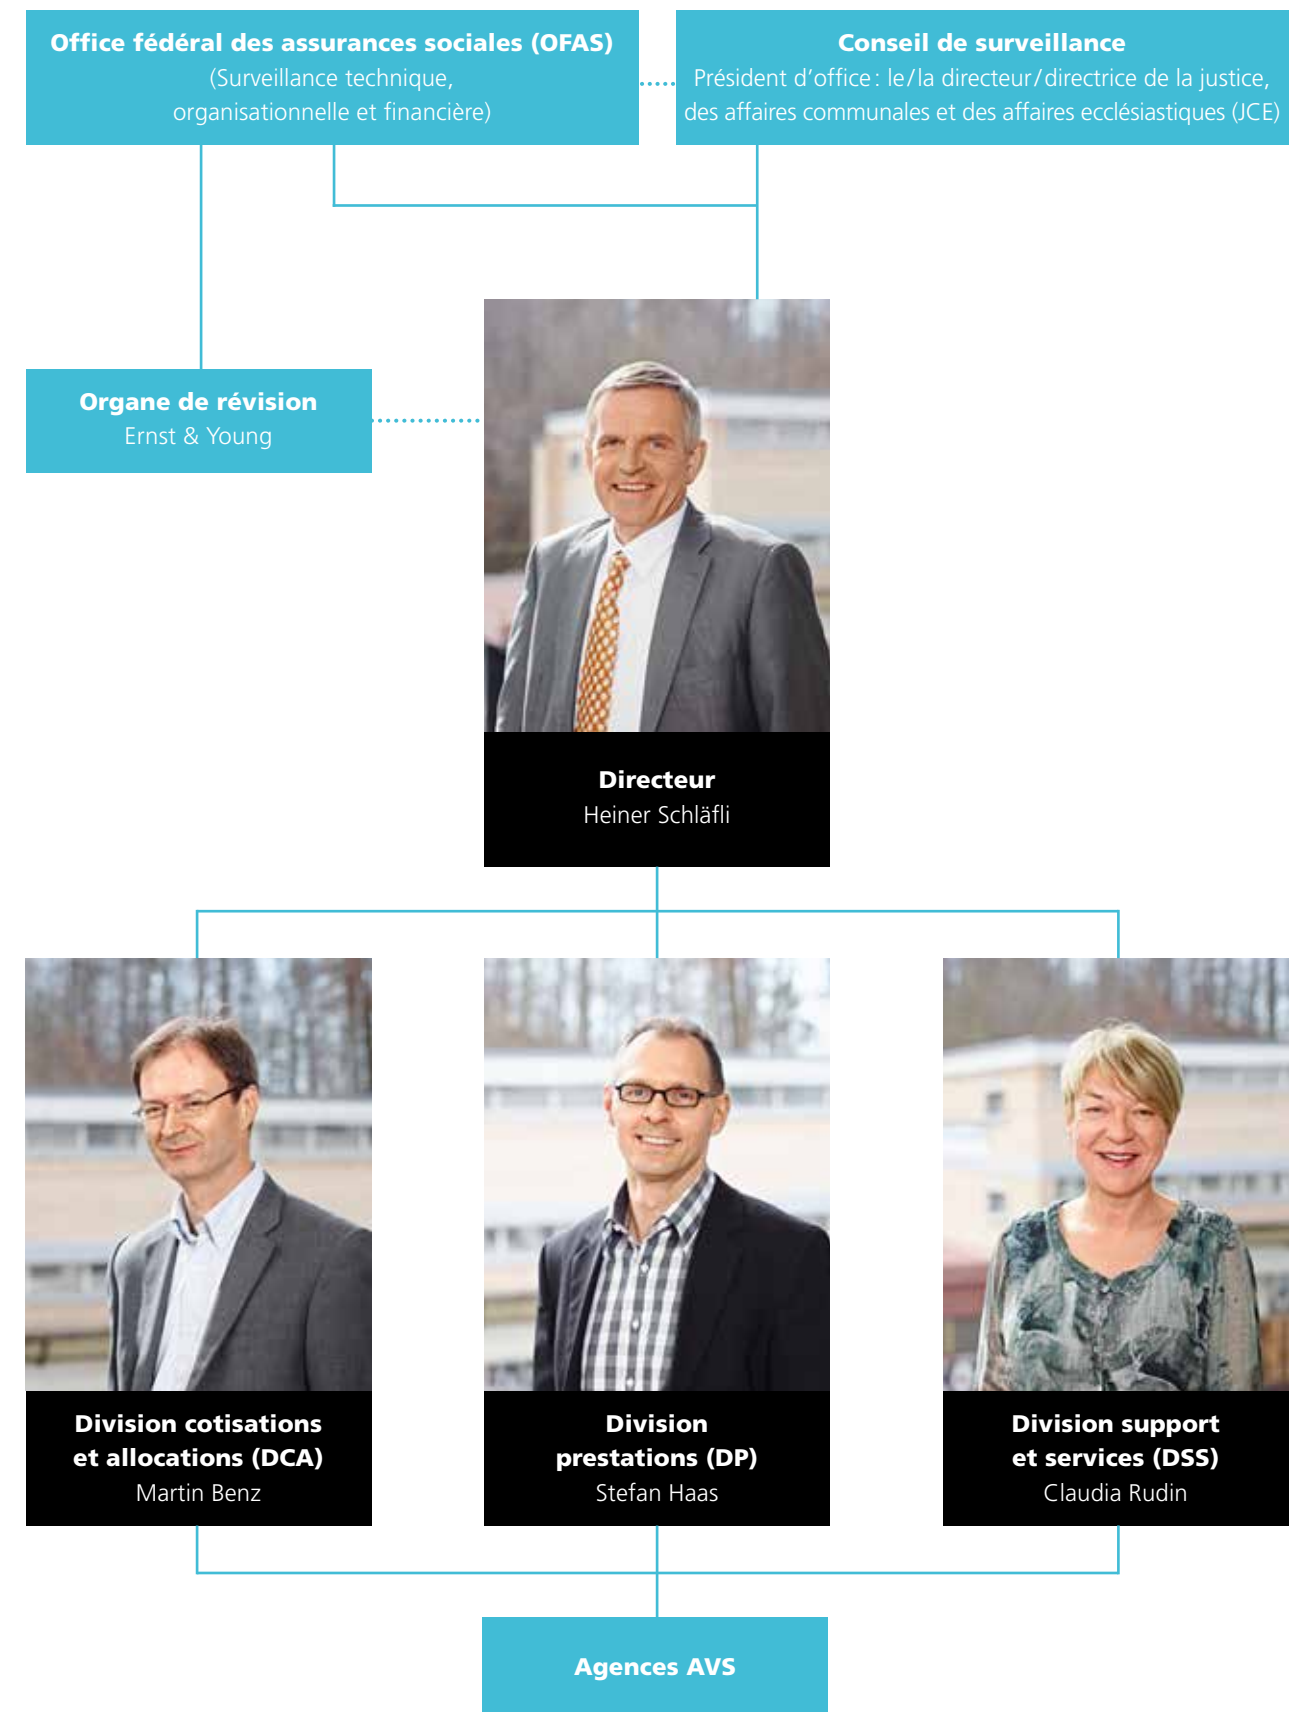 Office fédéral des assurances sociales (OFAS)
(Surveillance technique,
organisationnelle et financière)
Conseil de surveillance
Président d’office : le / la directeur / directrice de la justice,
des affaires communales et des affaires ecclésiastiques (JCE)
Organe de révision
Ernst & Young
Directeur
Heiner Schläfli
Division cotisations
et allocations (DCA)
Martin Benz
Division
prestations (DP)
Stefan Haas
Division support
et services (DSS)
Claudia Rudin
Agences AVS